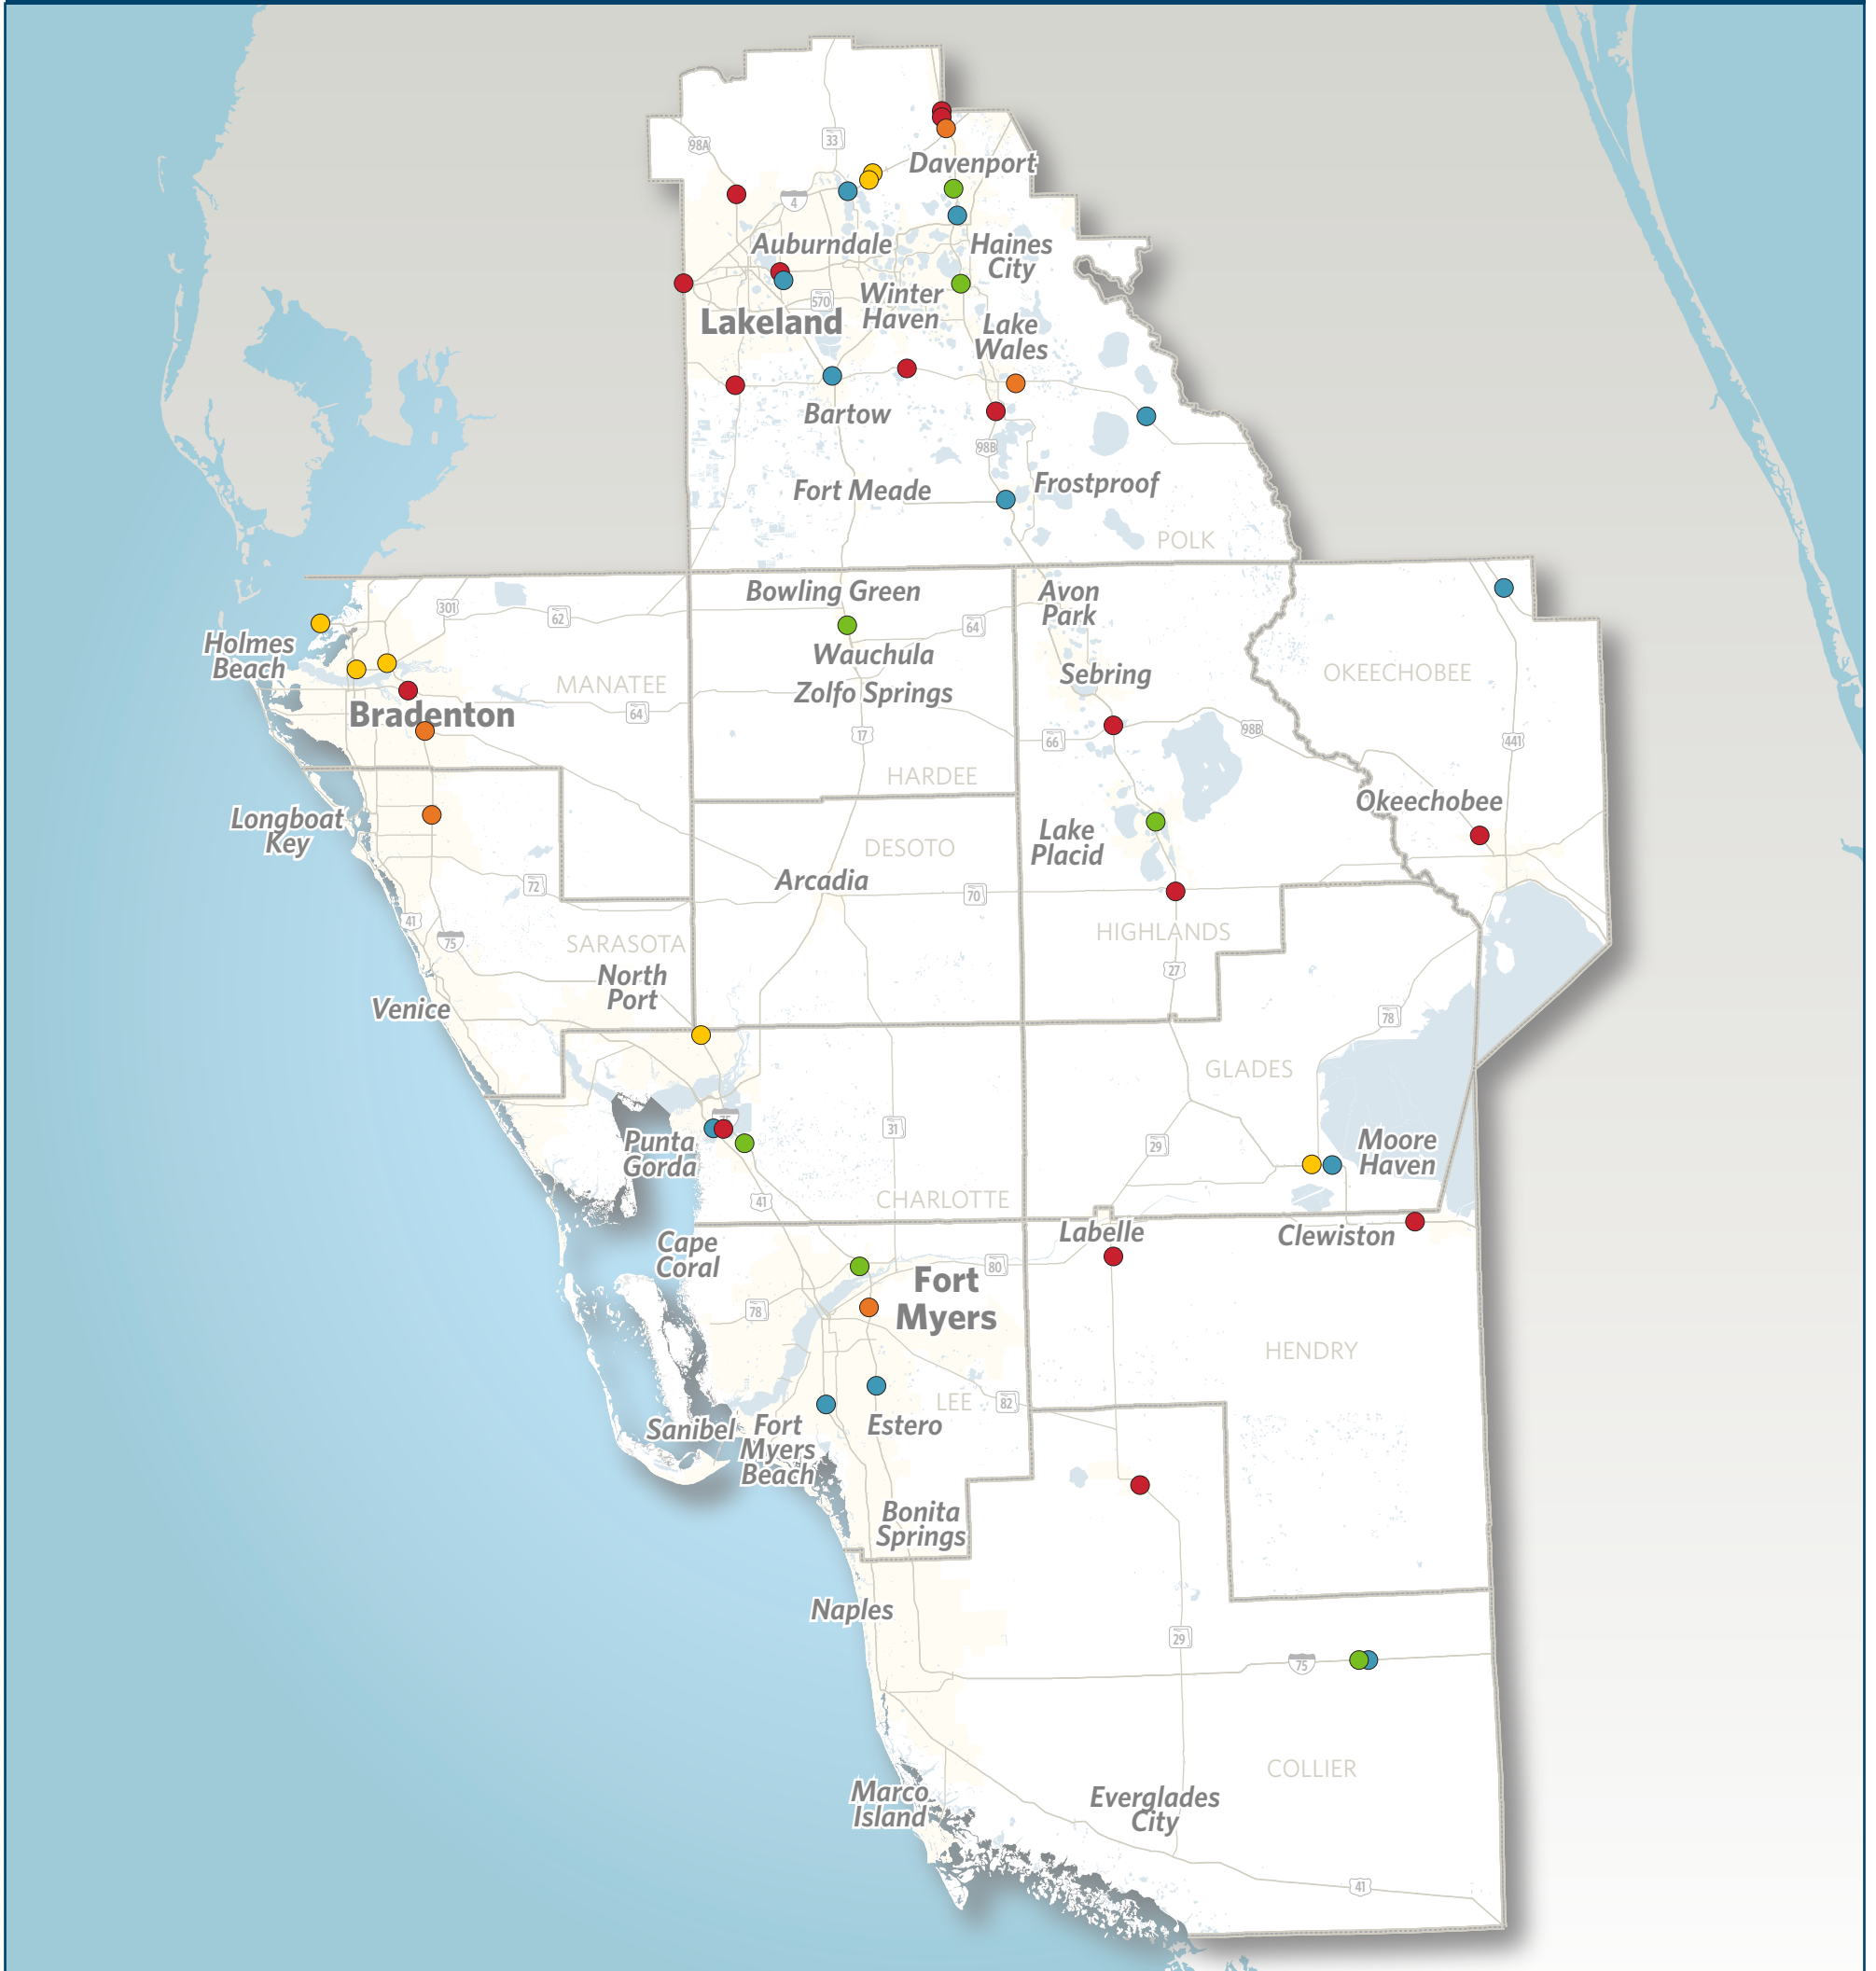 98A
33
Davenport
4
Auburndale
Haines
City
570
Winter
Haven
Lakeland
Lake
Wales
Bartow
98B
Fort Meade
Frostproof
POLK
Bowling Green
Avon
Park
301
62
64
Holmes
Beach
Wauchula
Sebring
OKEECHOBEE
MANATEE
Zolfo Springs
64
Bradenton
17
66
98B
441
HARDEE
Longboat
Key
Okeechobee
Lake
Placid
DESOTO
Arcadia
72
70
41
75
SARASOTA
HIGHLANDS
North
Port
27
Venice
78
GLADES
75
Punta
Gorda
31
29
Moore
Haven
41
CHARLOTTE
Labelle
Clewiston
Cape
Coral
80
Fort
Myers
78
HENDRY
LEE
82
Sanibel
Fort
Myers
Beach
Estero
Bonita
Springs
Naples
29
75
COLLIER
Marco
Island
Everglades
City
41